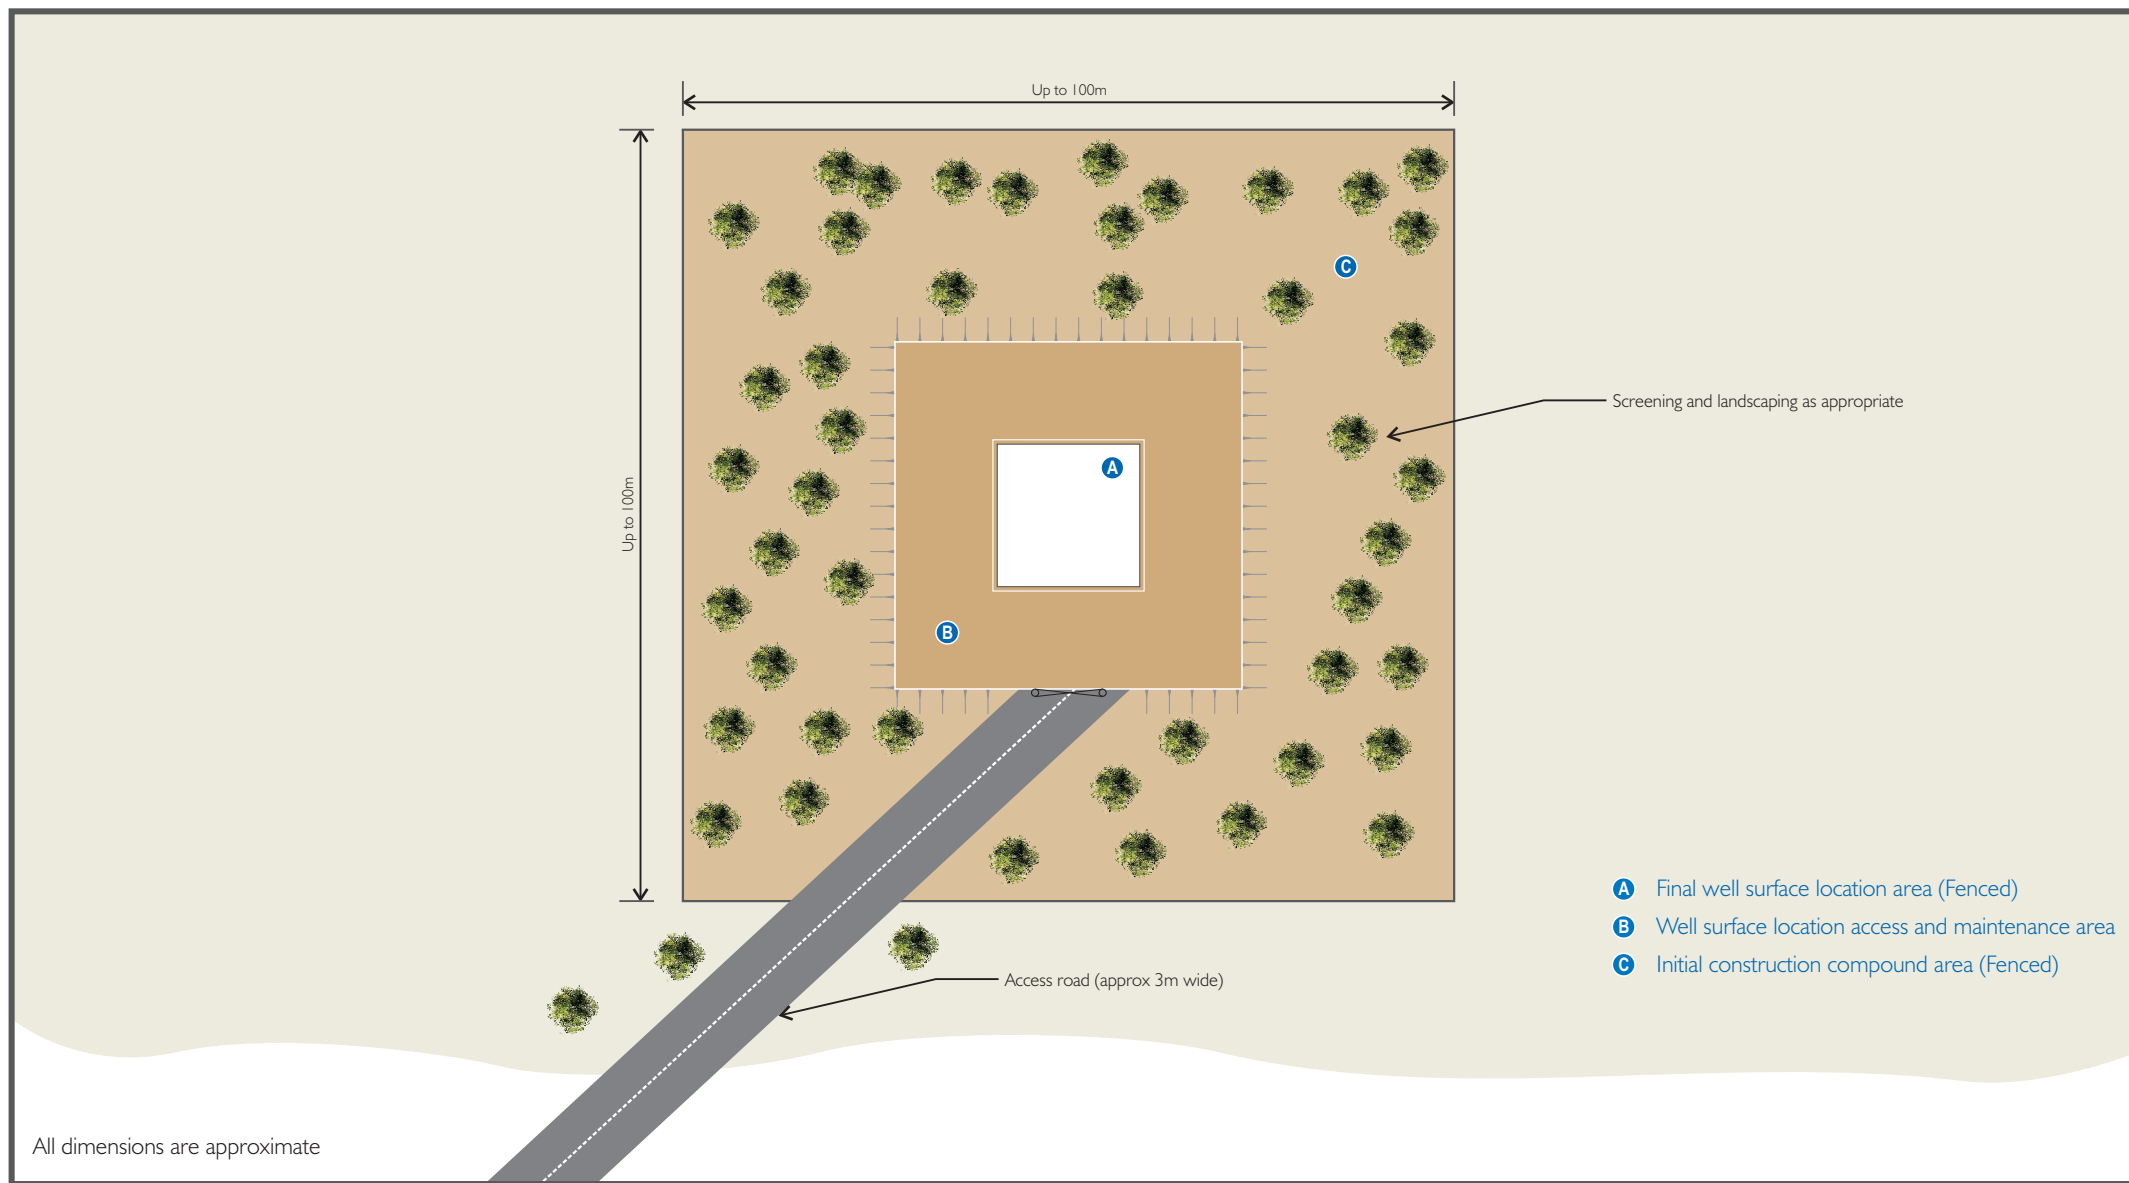 Up to 100m
Up to 100m
C
Screening and landscaping as appropriate
A
B
A Final well surface location area (Fenced)
B Well surface location access and maintenance area
C Initial construction compound area (Fenced)
Access road (approx 3m wide)
All dimensions are approximate